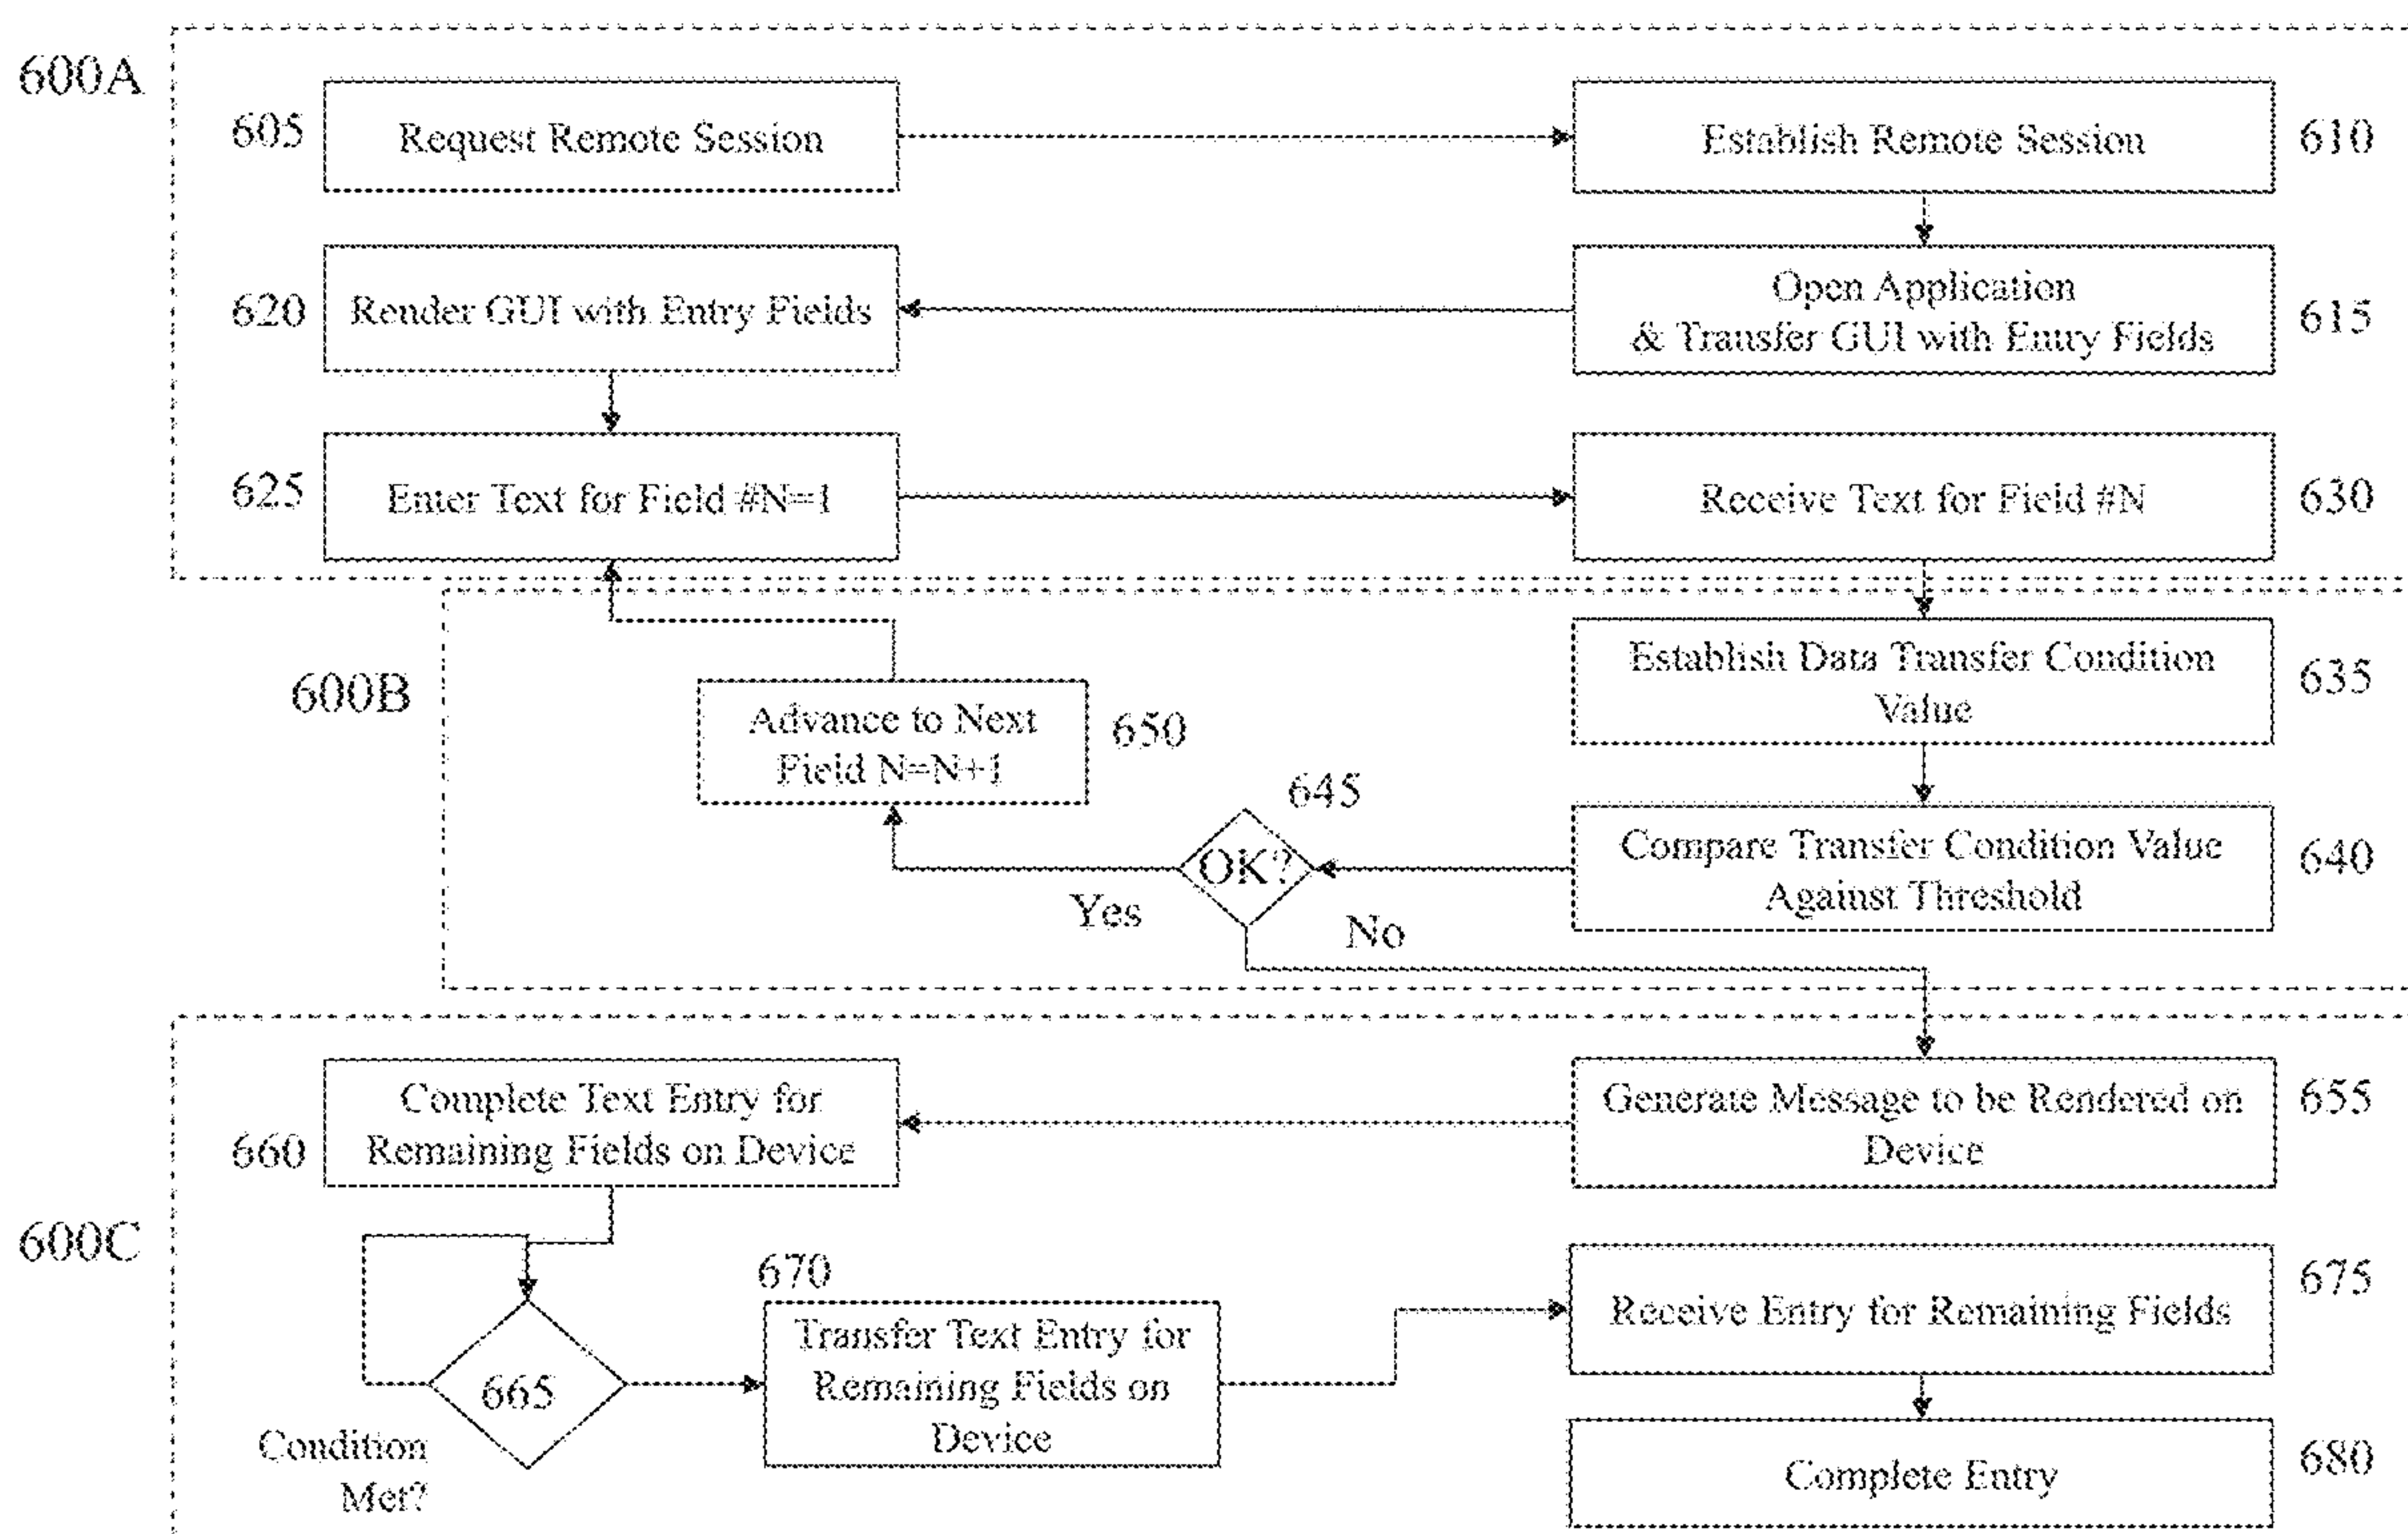 600A
605
Request Remote Session
Establish Remote Session
610
620
Render GUI with Entry Fields
Open Application
& Transfer GUI with Entry Fields
615
625
Enter Text for Field #N=1
Receive Text for Field #N
630
600B
Advance to Next
Field N=N+1
650
Establish Data Transfer Condition
Value
635
645
OK?
Yes
No
Compare Transfer Condition Value
Against Threshold
640
600C
660
Complete Text Entry for
Remaining Fields on Device
Generate Message to be Rendered on
Device
655
665
Condition
Met?
670
Transfer Text Entry for
Remaining Fields on
Device
Receive Entry for Remaining Fields
675
Complete Entry
680